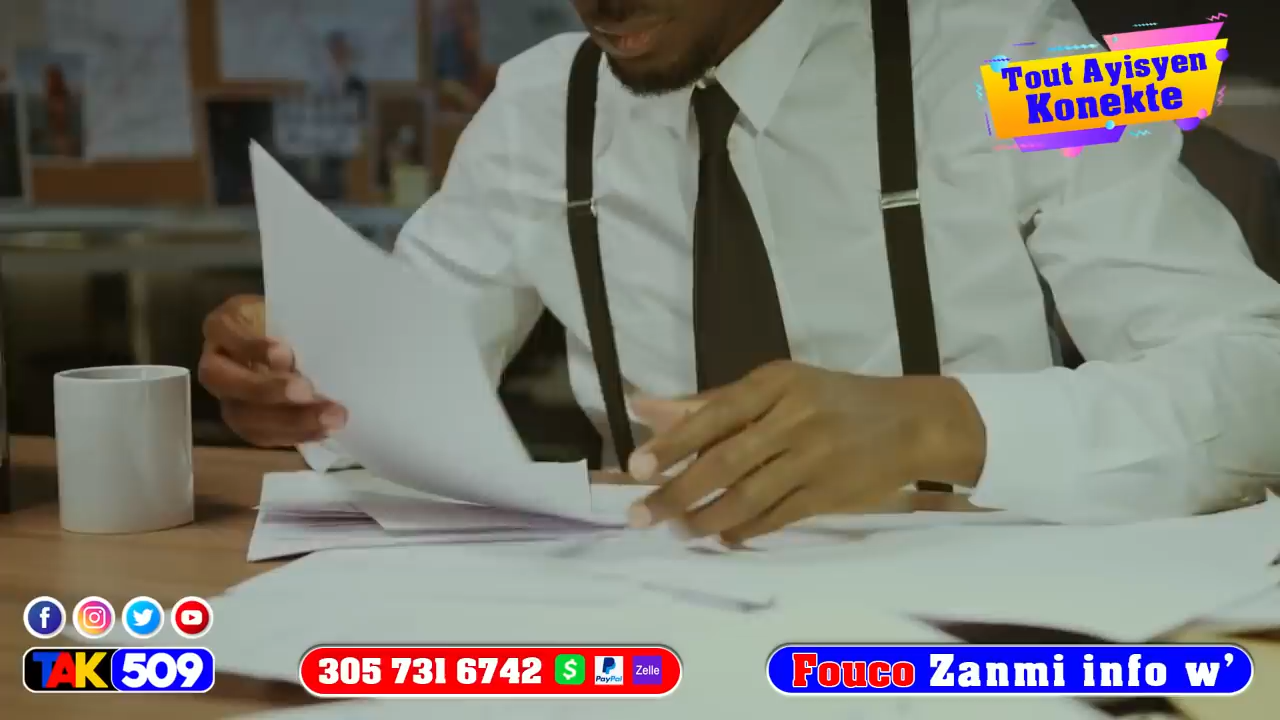 Tout Ayisyen
Konekte
TAK 509
305 731 6742
$
PayPal
Zelle
Fouco Zanmi info w'